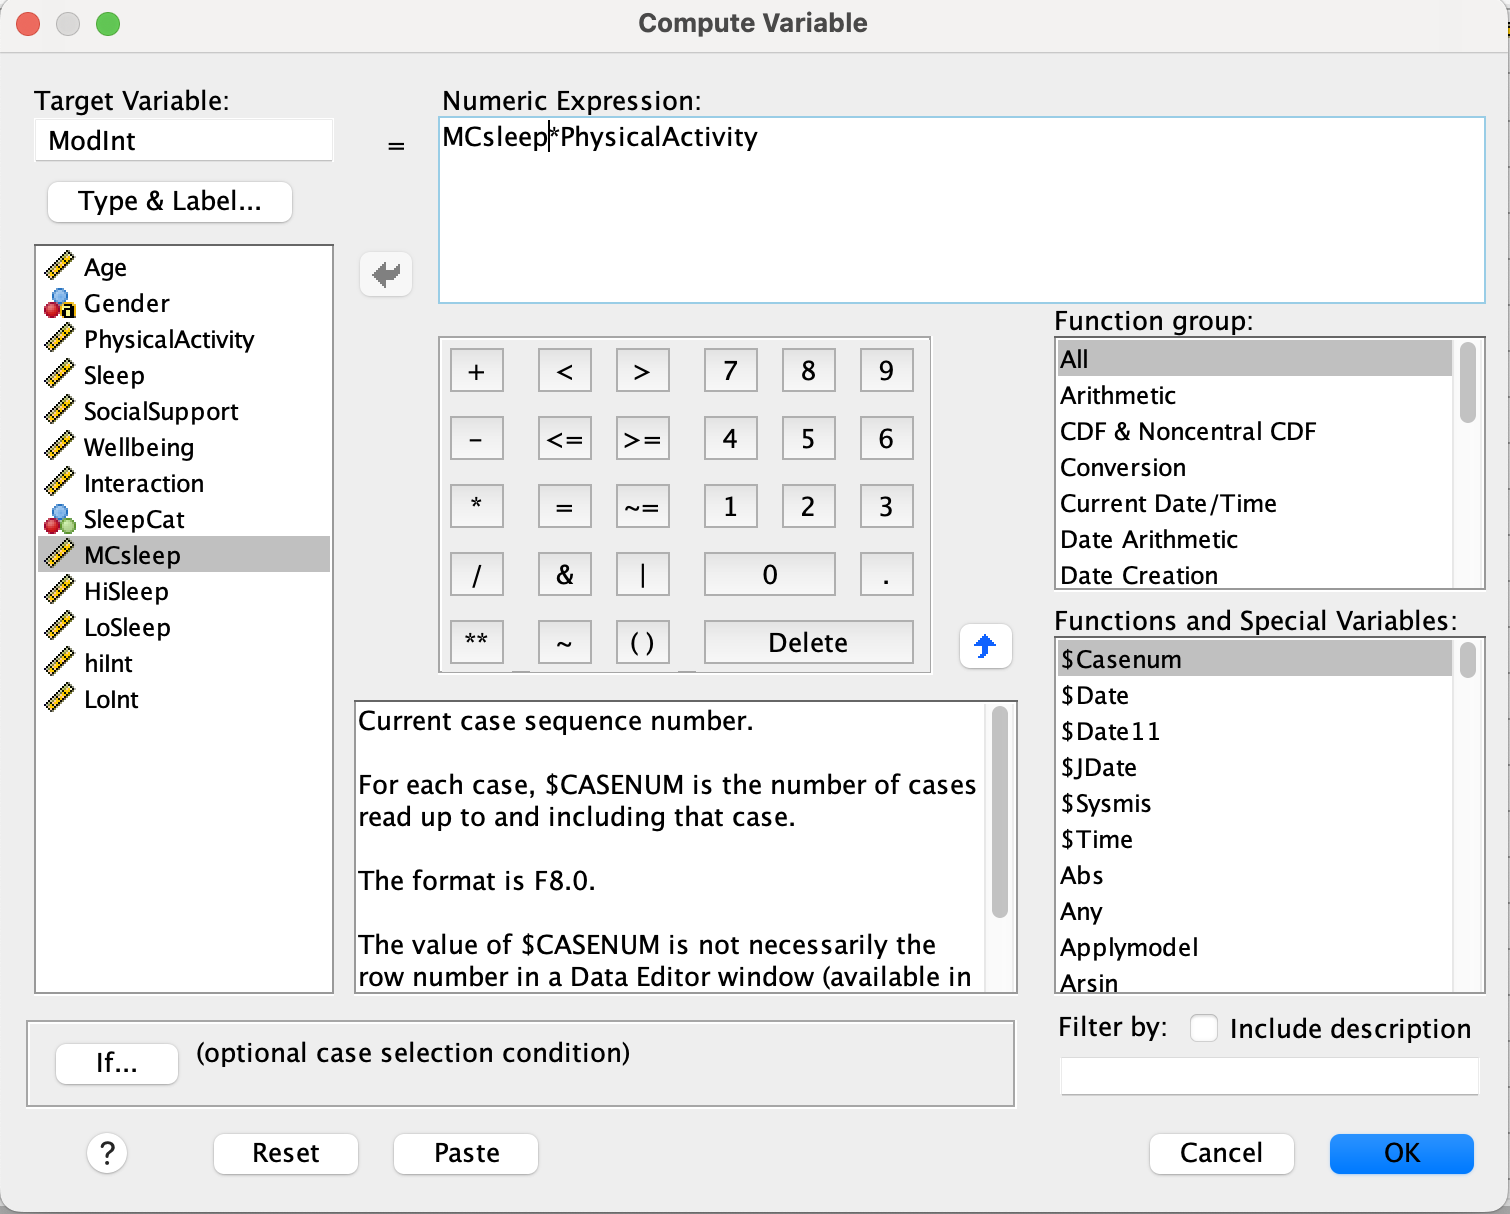 Compute Variable
Target Variable:
ModInt
Type & Label...
=
Numeric Expression:
MCsleep*PhysicalActivity
Age
Gender
PhysicalActivity
Sleep
SocialSupport
Wellbeing
Interaction
SleepCat
MCsleep
HiSleep
LoSleep
hiInt
LoInt
+ < > 7 8 9
- <= >= 4 5 6
* = ~= 1 2 3
/ & | 0 .
** ~ () Delete
Function group:
All
Arithmetic
CDF & Noncentral CDF
Conversion
Current Date/Time
Date Arithmetic
Date Creation
Functions and Special Variables:
$Casenum
$Date
$Date11
$JDate
$Sysmis
$Time
Abs
Any
Applymodel
Arsin
Current case sequence number.
For each case, $CASENUM is the number of cases
read up to and including that case.
The format is F8.0.
The value of $CASENUM is not necessarily the
row number in a Data Editor window (available in
If...
(optional case selection condition)
Filter by:
Include description
?
Reset
Paste
Cancel
OK